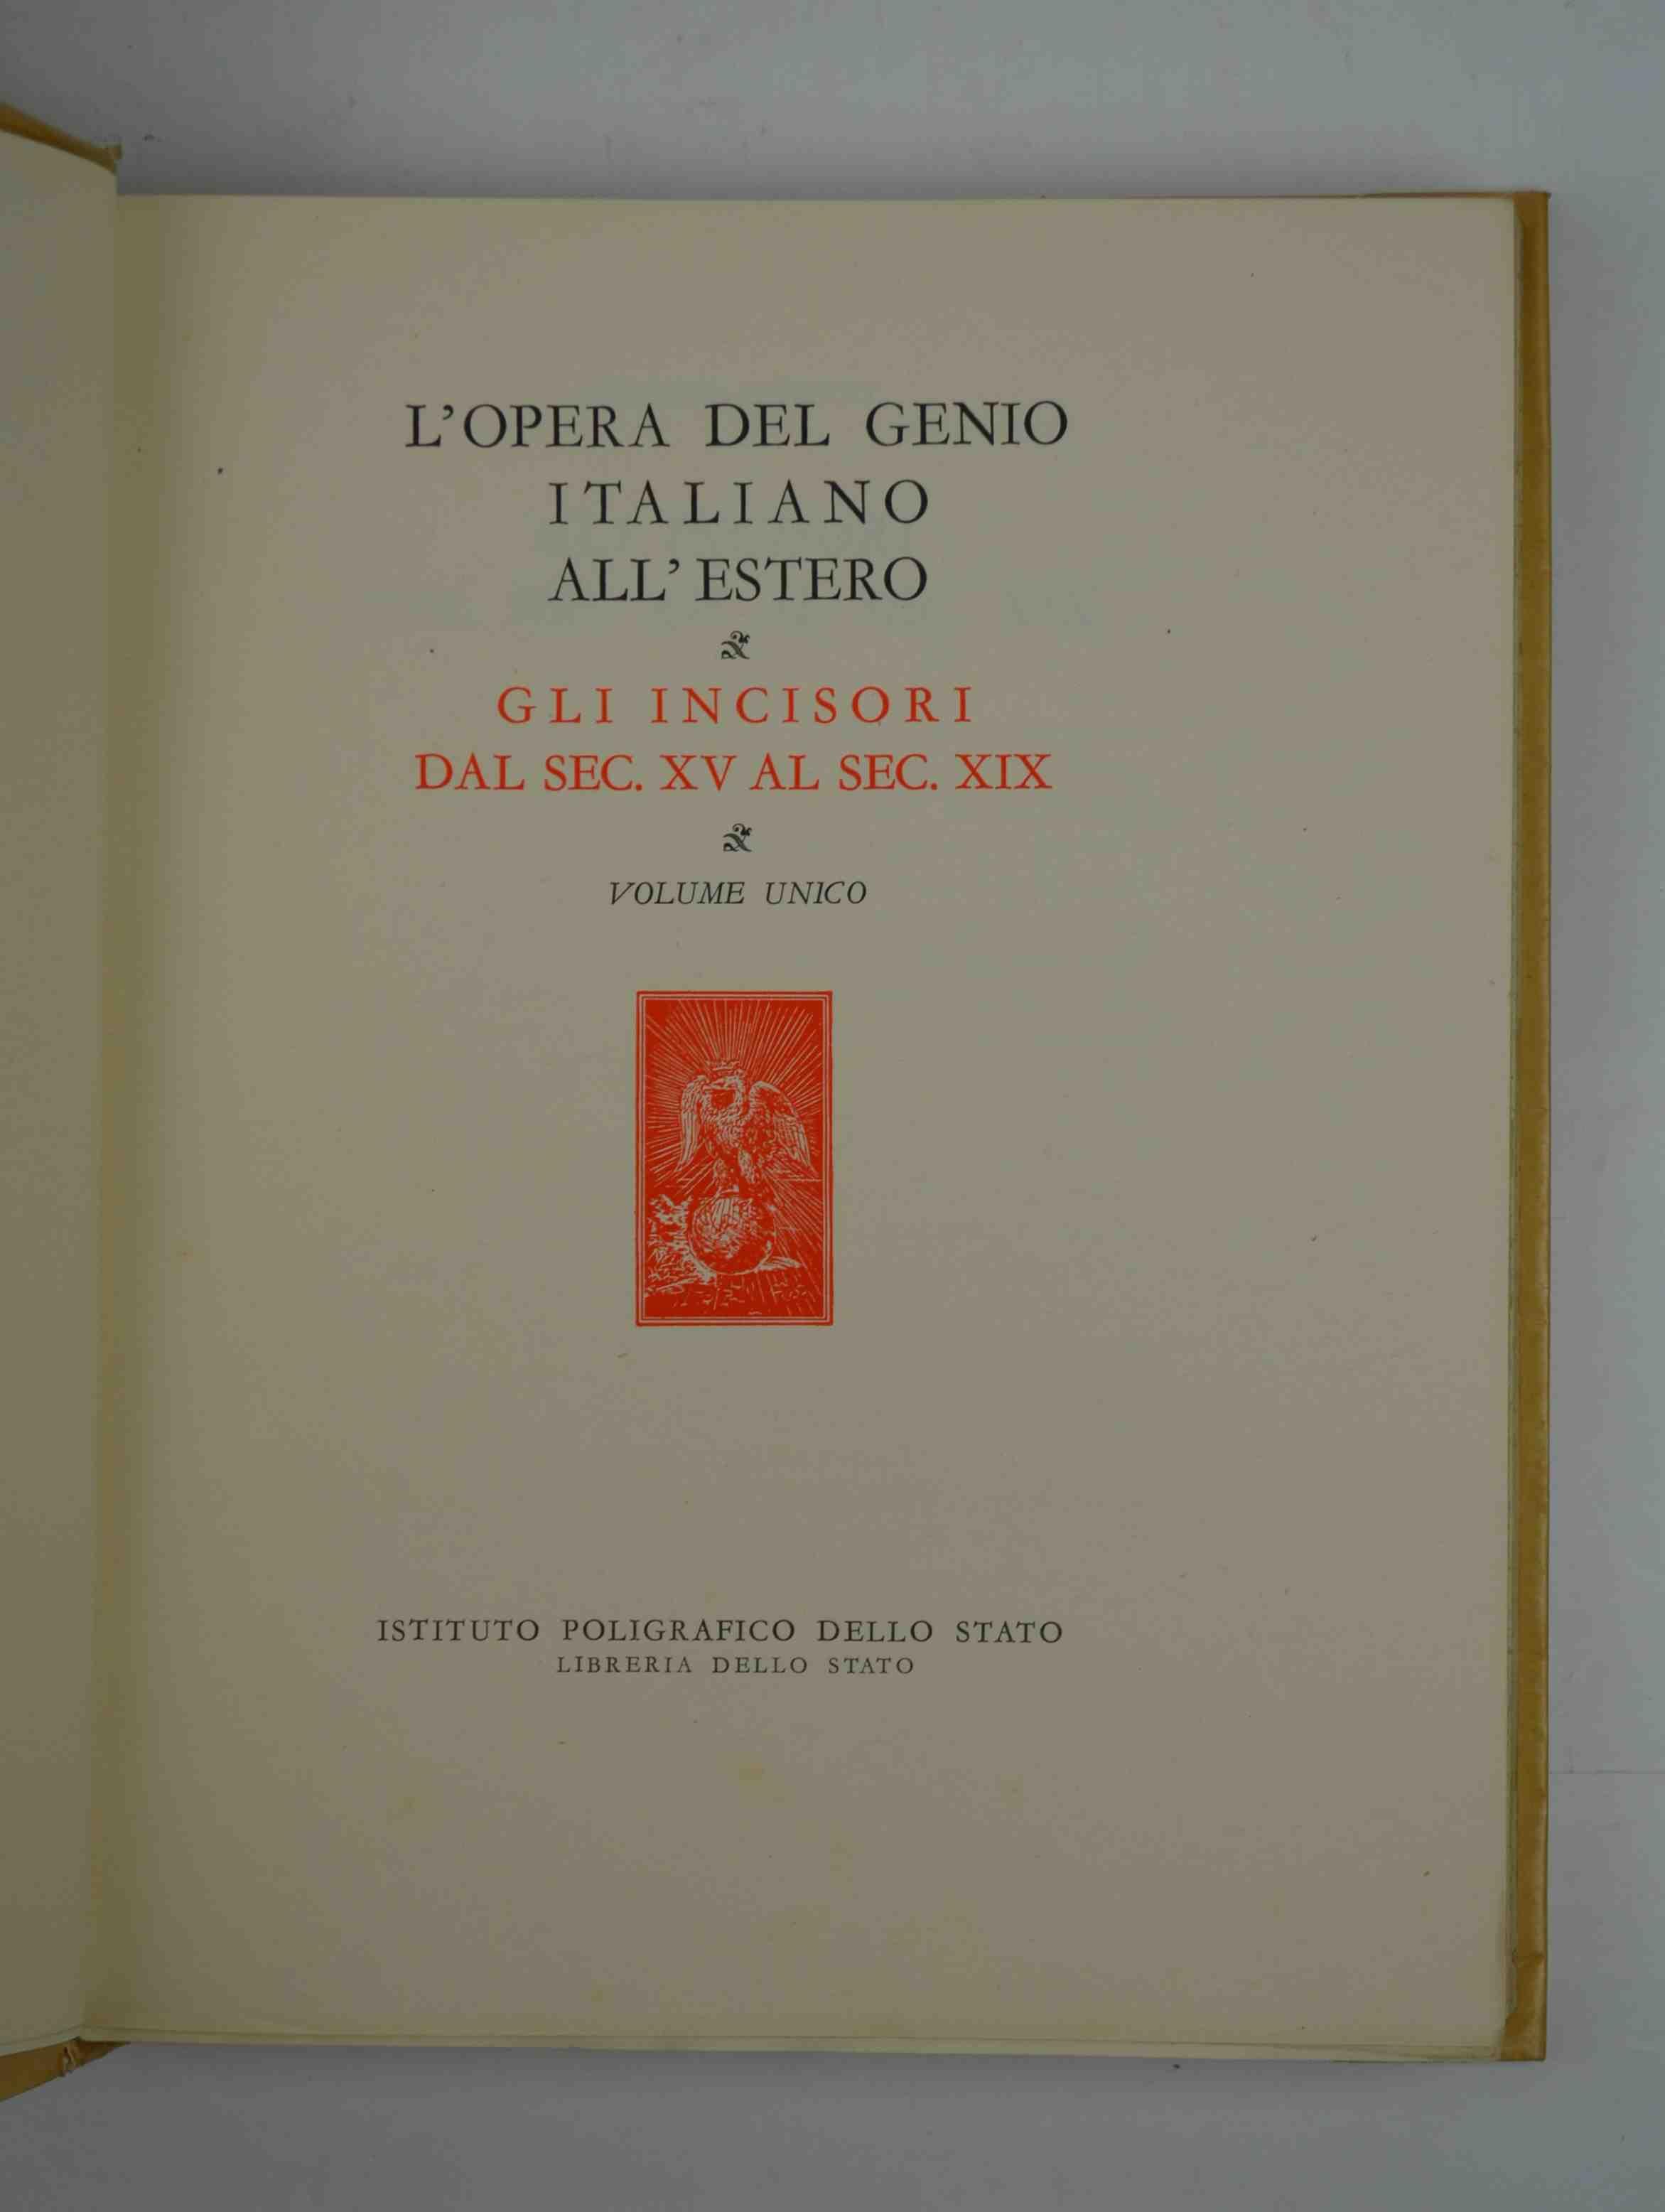 L'OPERA DEL GENIO
ITALIANO
ALL' ESTERO
GLI INCISORI
DAL SEC. XV AL SEC. XIX
VOLUME UNICO
ISTITUTO POLIGRAFICO DELLO STATO
LIBRERIA DELLO STATO